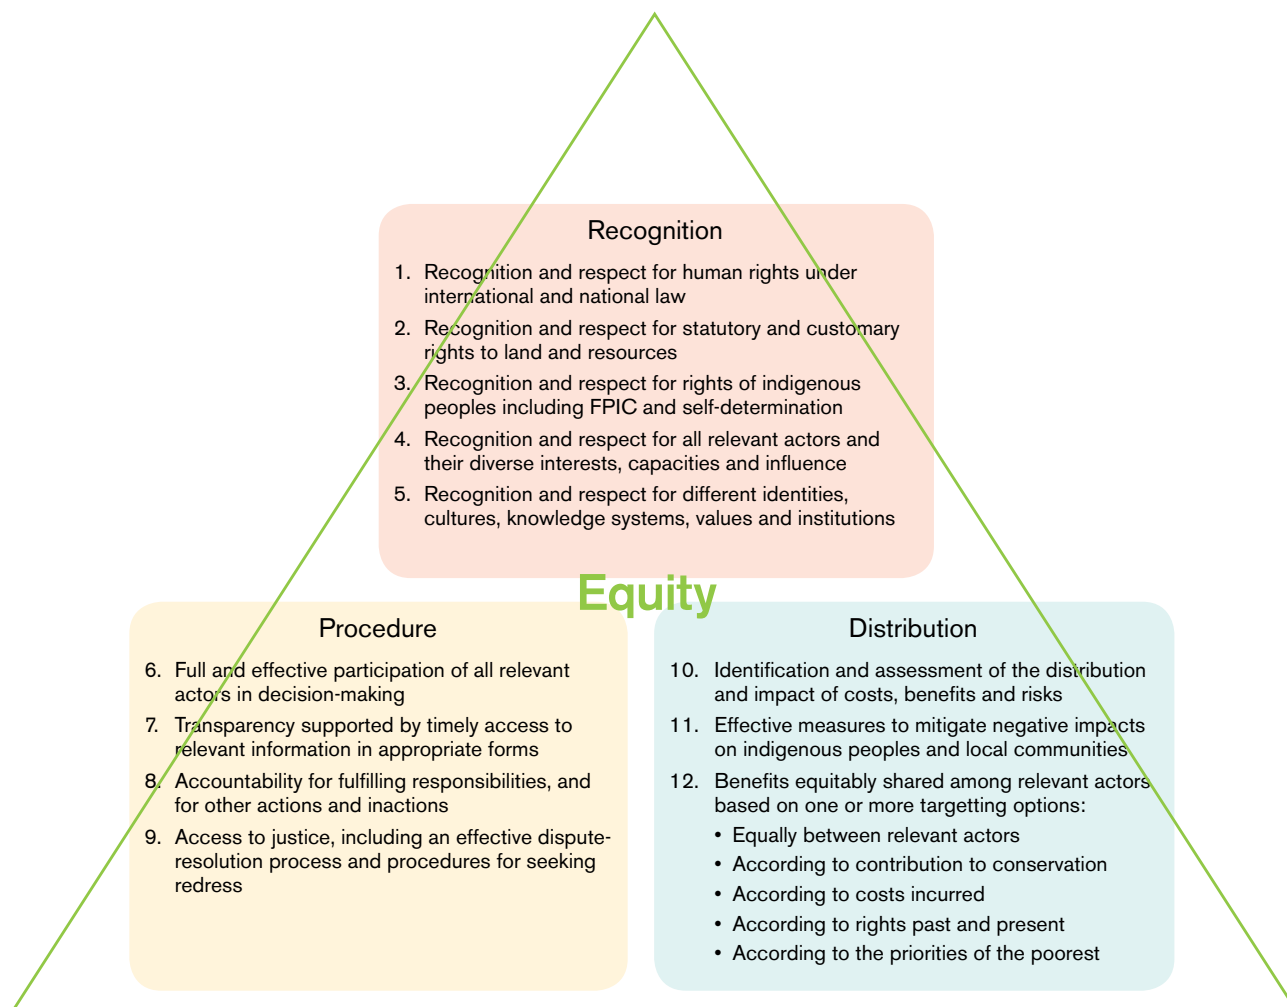 Recognition
1. Recognition and respect for human rights under
international and national law
2. Recognition and respect for statutory and customary
rights to land and resources
3. Recognition and respect for rights of indigenous
peoples including FPIC and self-determination
4. Recognition and respect for all relevant actors and
their diverse interests, capacities and influence
5. Recognition and respect for different identities,
cultures, knowledge systems, values and institutions
Equity
Procedure
6. Full and effective participation of all relevant
actors in decision-making
7. Transparency supported by timely access to
relevant information in appropriate forms
8. Accountability for fulfilling responsibilities, and
for other actions and inactions
9. Access to justice, including an effective dispute-
resolution process and procedures for seeking
redress
Distribution
10. Identification and assessment of the distribution
and impact of costs, benefits and risks
11. Effective measures to mitigate negative impacts
on indigenous peoples and local communities
12. Benefits equitably shared among relevant actors
based on one or more targetting options:
• Equally between relevant actors
• According to contribution to conservation
• According to costs incurred
• According to rights past and present
• According to the priorities of the poorest